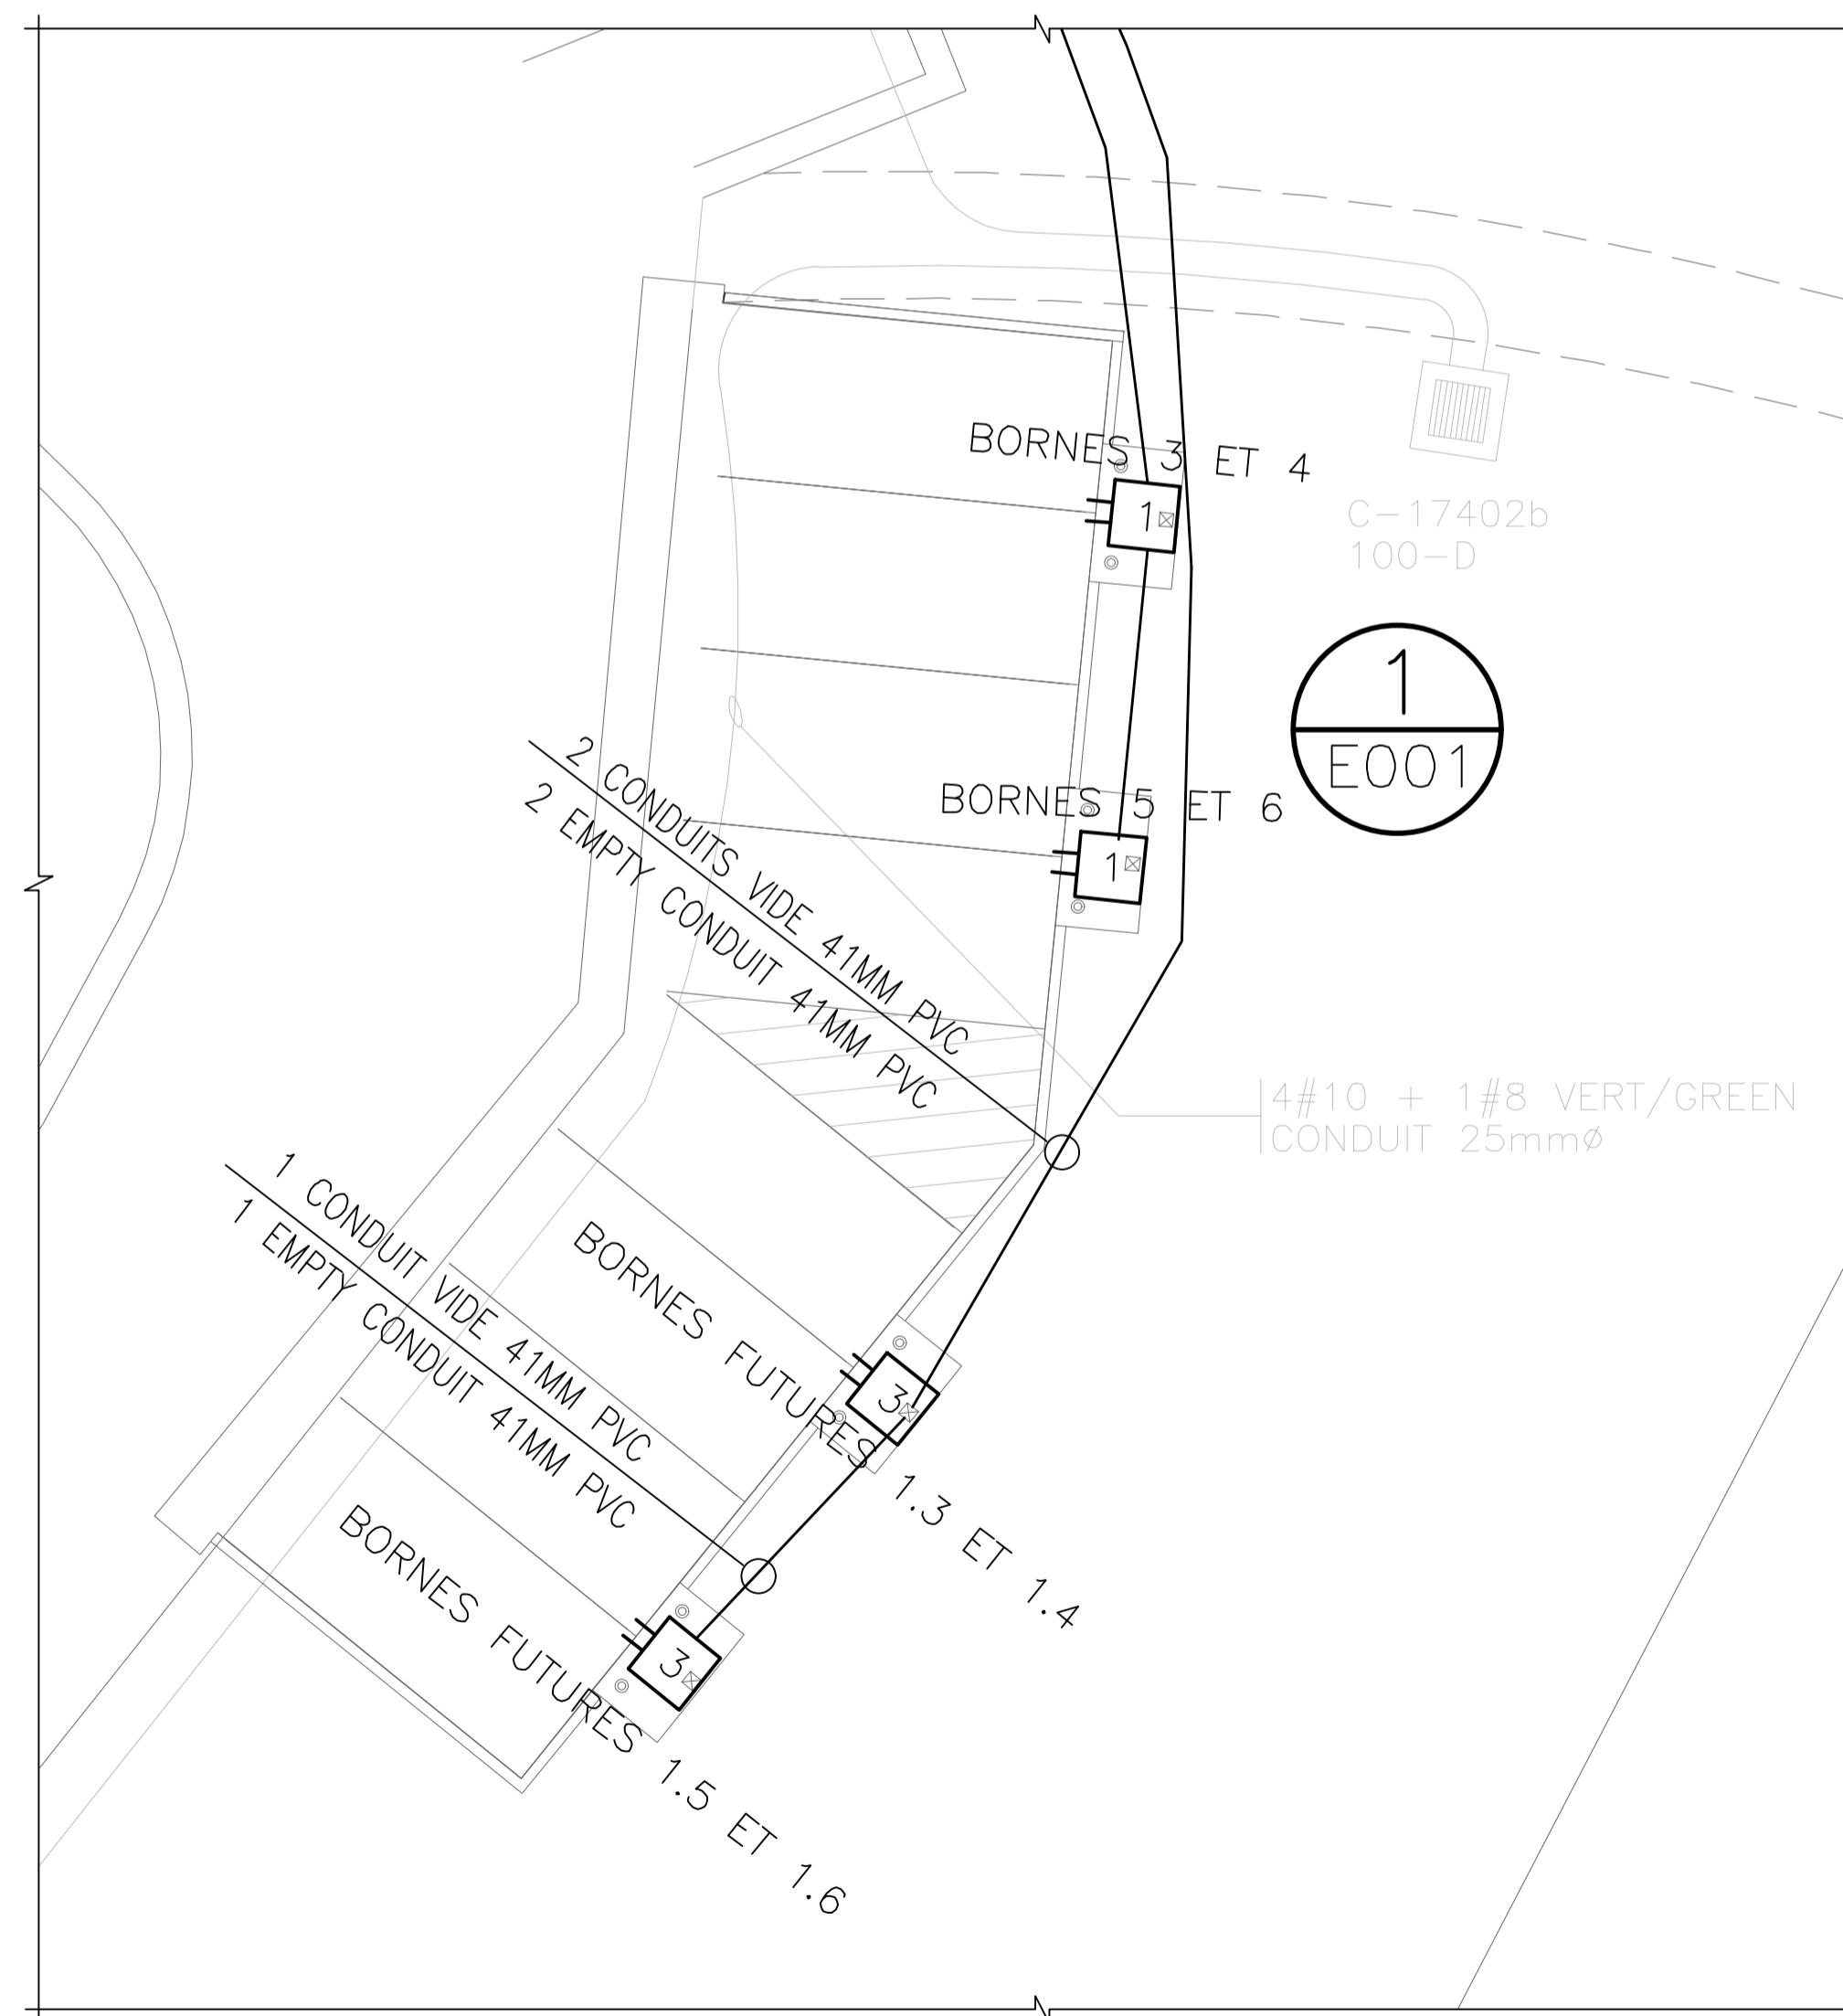 BORNES 3 ET 4
1
C-17402b
100-D
1
E001
BORNES 5 ET 6
1
2 CONDUITS VIDE 41MM PVC
2 EMPTY CONDUIT 41MM PVC
4#10 + 1#8 VERT/GREEN
CONDUIT 25mmø
1 CONDUIT VIDE 41MM PVC
1 EMPTY CONDUIT 41MM PVC
BORNES FUTURES 1.3 ET 1.4
3
BORNES FUTURES 1.5 ET 1.6
3